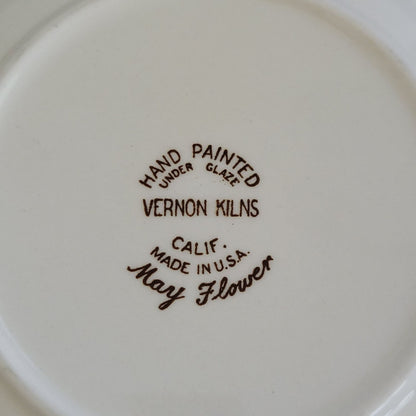 HAND PAINTED
UNDER GLAZE
VERNON KILNS
CALIF.
MADE IN U.S.A.
May Flower